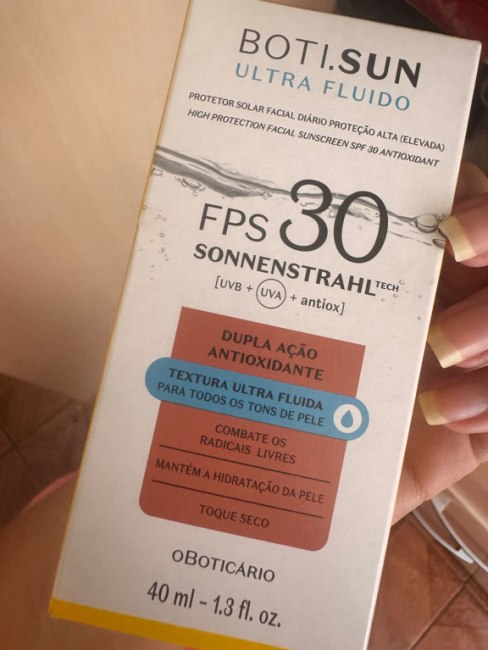 BOTI.SUN
ULTRA FLUIDO
PROTETOR SOLAR FACIAL DIÁRIO PROTEÇÃO ALTA (ELEVADA)
HIGH PROTECTION FACIAL SUNSCREEN SPF 30 ANTIOXIDANT
FPS 30
SONNENSTRAHL TECH
[UVB + UVA + antiox]
DUPLA AÇÃO
ANTIOXIDANTE
TEXTURA ULTRA FLUIDA
PARA TODOS OS TONS DE PELE
COMBATE OS
RADICAIS LIVRES
MANTÉM A HIDRATAÇÃO DA PELE
TOQUE SECO
oBOTICÁRIO
40 ml - 1.3 fl. oz.